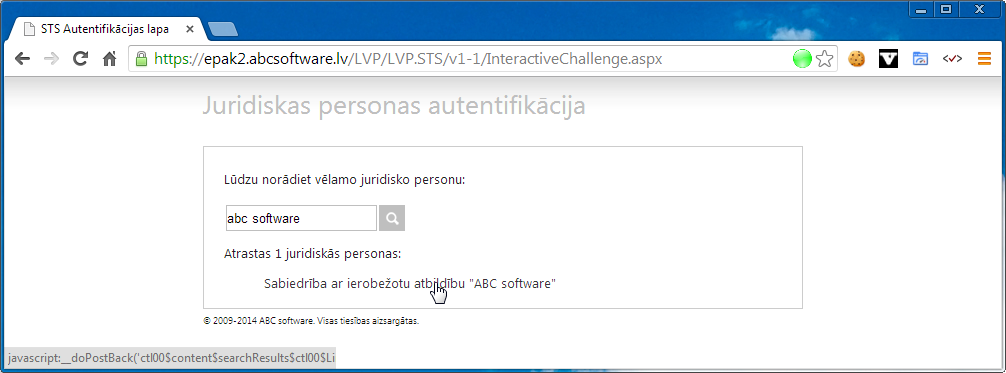 STS Autentifikācijas lapa
https://epak2.abcsoftware.lv/LVP/LVP.STS/v1-1/InteractiveChallenge.aspx
Juridiskas personas autentifikācija
Lūdzu norādiet vēlamo juridisko personu:
abc software
Atrastas 1 juridiskās personas:
Sabiedrība ar ierobežotu atbildību "ABC software"
© 2009-2014 ABC software. Visas tiesības aizsargātas.
javascript:__doPostBack('ctl00$content$searchResults$ctl00$Li